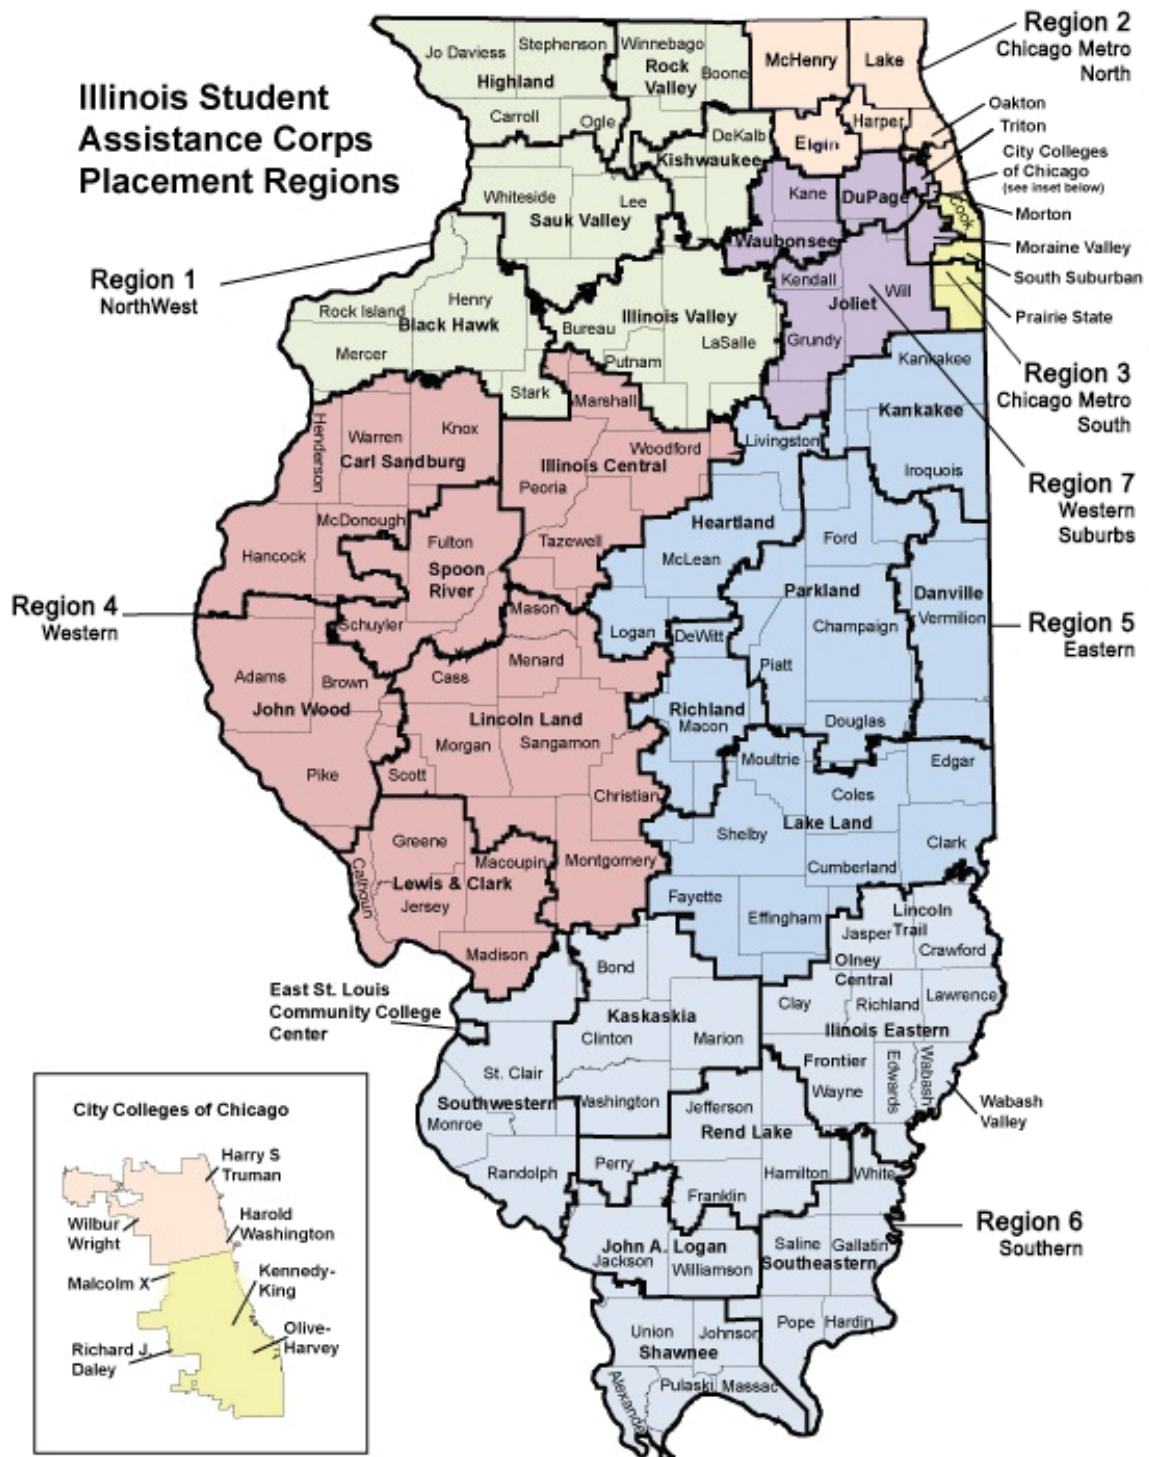 Illinois Student
Assistance Corps
Placement Regions
Region 2
Chicago Metro
North
Oakton
Triton
City Colleges
of Chicago
(see inset below)
Morton
Moraine Valley
South Suburban
Prairie State
Region 3
Chicago Metro
South
Region 7
Western
Suburbs
Region 5
Eastern
Region 1
NorthWest
Region 4
Western
Region 6
Southern
Jo Daviess
Stephenson
Highland
Carroll
Ogle
Winnebago
Rock
Valley
Boone
McHenry
Lake
Harper
Elgin
DeKalb
Kishwaukee
Whiteside
Lee
Sauk Valley
Kane
DuPage
Cook
Waubonsee
Kendall
Will
Joliet
Grundy
Rock Island
Henry
Black Hawk
Mercer
Bureau
Illinois Valley
Putnam
LaSalle
Stark
Kankakee
Kankakee
Iroquois
Marshall
Woodford
Illinois Central
Peoria
Tazewell
Henderson
Warren
Knox
Carl Sandburg
McDonough
Hancock
Fulton
Spoon
River
Schuyler
Mason
Livingston
Heartland
McLean
Logan
DeWitt
Ford
Parkland
Champaign
Piatt
Douglas
Danville
Vermilion
Adams
Brown
John Wood
Pike
Cass
Menard
Lincoln Land
Morgan
Sangamon
Scott
Christian
Montgomery
Richland
Macon
Moultrie
Edgar
Coles
Shelby
Lake Land
Cumberland
Clark
Fayette
Effingham
Greene
Macoupin
Lewis & Clark
Jersey
Calhoun
Madison
Lincoln
Trail
Jasper
Crawford
Olney
Central
Clay
Richland
Lawrence
Illinois Eastern
Frontier
Wayne
Edwards
Wabash
Wabash
Valley
East St. Louis
Community College
Center
Bond
Kaskaskia
Clinton
Marion
St. Clair
Southwestern
Monroe
Washington
Randolph
Jefferson
Rend Lake
Perry
Hamilton
Franklin
White
John A. Logan
Jackson
Williamson
Saline
Gallatin
Southeastern
Pope
Hardin
Union
Johnson
Shawnee
Alexander
Pulaski
Massac
City Colleges of Chicago
Harry S
Truman
Wilbur
Wright
Harold
Washington
Malcolm X
Kennedy-
King
Richard J.
Daley
Olive-
Harvey